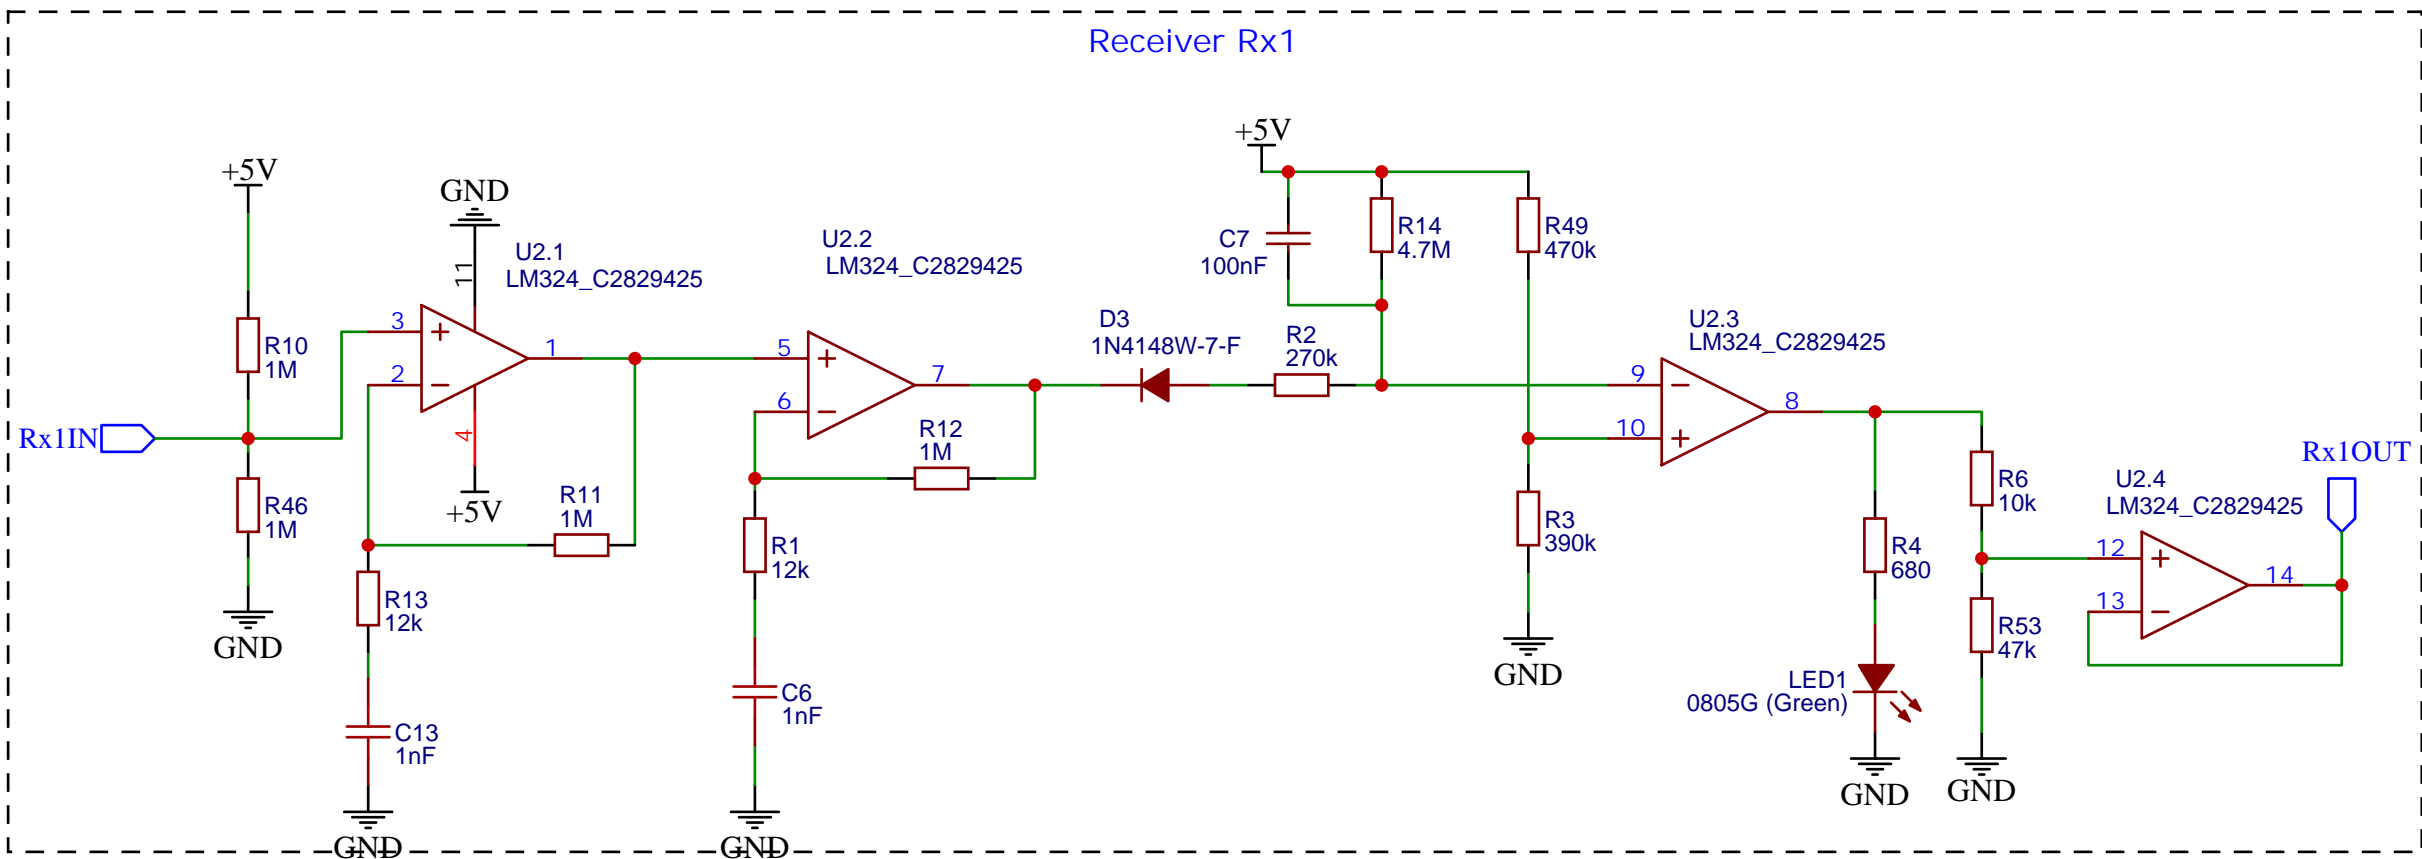 Receiver Rx1
+5V
R10
1M
Rx1IN
R46
1M
GND
GND
11
U2.1
LM324_C2829425
3
2
1
4
+5V
R11
1M
R13
12k
C13
1nF
GND
U2.2
LM324_C2829425
5
6
7
R12
1M
R1
12k
C6
1nF
GND
D3
1N4148W-7-F
R2
270k
+5V
C7
100nF
R14
4.7M
R49
470k
R3
390k
GND
U2.3
LM324_C2829425
9
10
8
R4
680
LED1
0805G (Green)
GND
R6
10k
R53
47k
GND
U2.4
LM324_C2829425
12
13
14
Rx1OUT